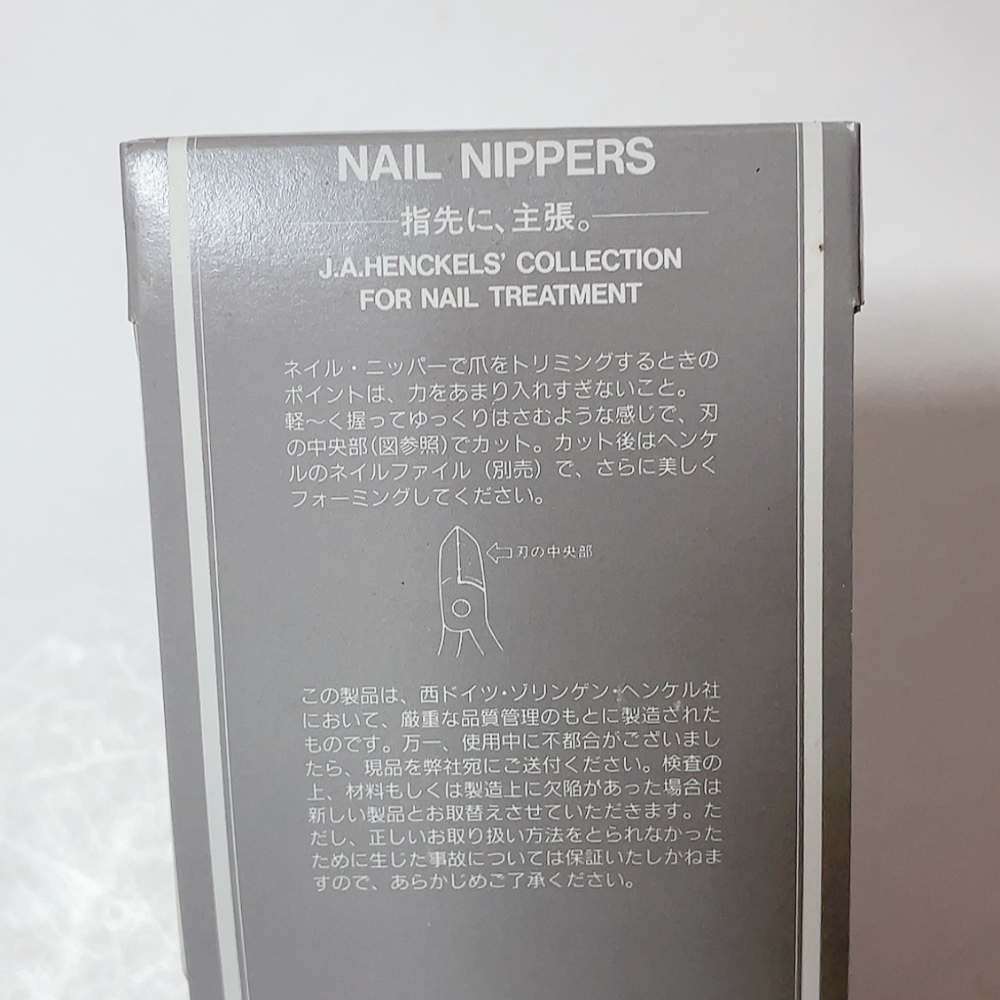 NAIL NIPPERS
指先に、主張。
J.A.HENCKELS' COLLECTION
FOR NAIL TREATMENT
ネイル・ニッパーで爪をトリミングするときの
ポイントは、力をあまり入れすぎないこと。
軽〜く握ってゆっくりはさむような感じで、刃
の中央部(図参照)でカット。カット後はヘンケ
ルのネイルファイル(別売)で、さらに美しく
フォーミングしてください。
刃の中央部
この製品は、西ドイツ・ゾリンゲン・ヘンケル社
において、厳重な品質管理のもとに製造された
ものです。万一、使用中に不都合がございまし
たら、現品を弊社宛にご送付ください。検査の
上、材料もしくは製造上に欠陥があった場合は
新しい製品とお取替えさせていただきます。た
だし、正しいお取り扱い方法をとられなかった
ために生じた事故については保証いたしかねま
すので、あらかじめご了承ください。